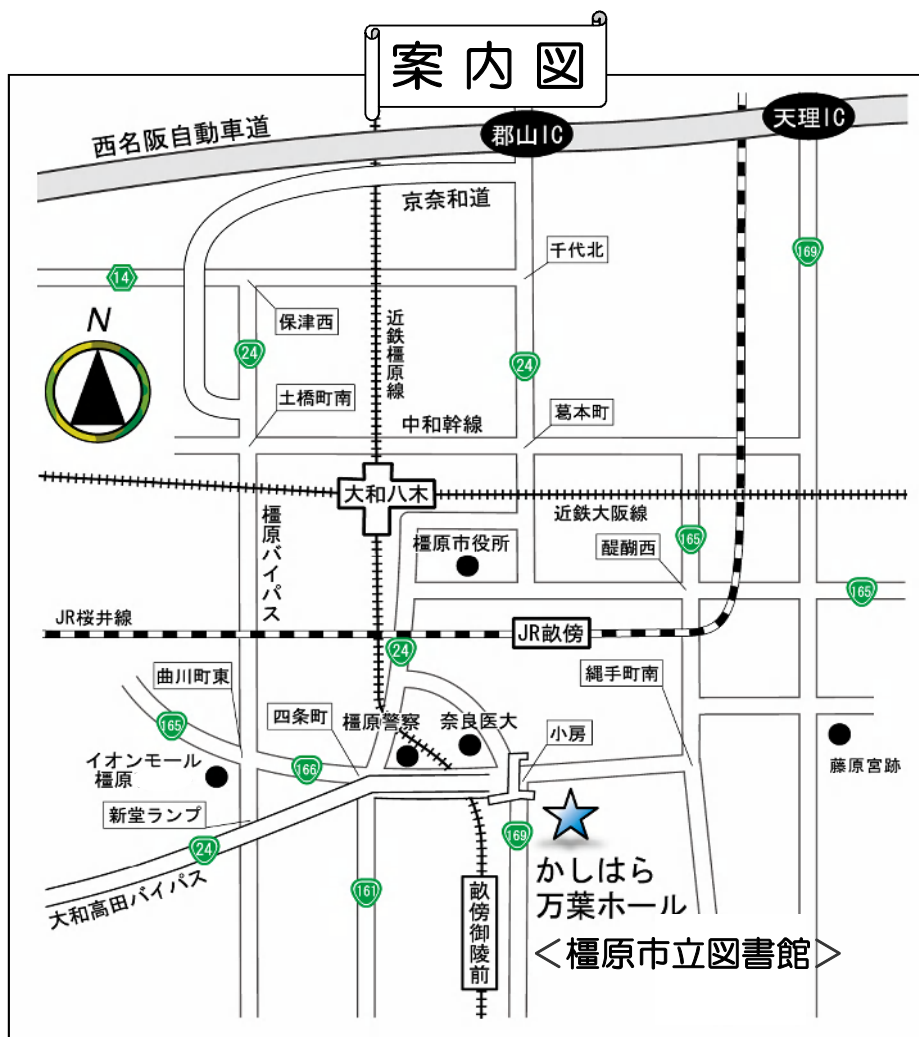 案内図
西名阪自動車道
郡山IC
天理IC
京奈和道
169
千代北
14
保津西
N
近鉄橿原線
24
24
土橋町南
中和幹線
葛本町
大和八木
近鉄大阪線
橿原バイパス
橿原市役所
165
醍醐西
165
JR桜井線
JR畝傍
24
曲川町東
縄手町南
四条町
橿原警察
奈良医大
小房
165
イオンモール
橿原
166
藤原宮跡
新堂ランプ
24
大和高田バイパス
161
169
畝傍御陵前
かしはら
万葉ホール
＜橿原市立図書館＞